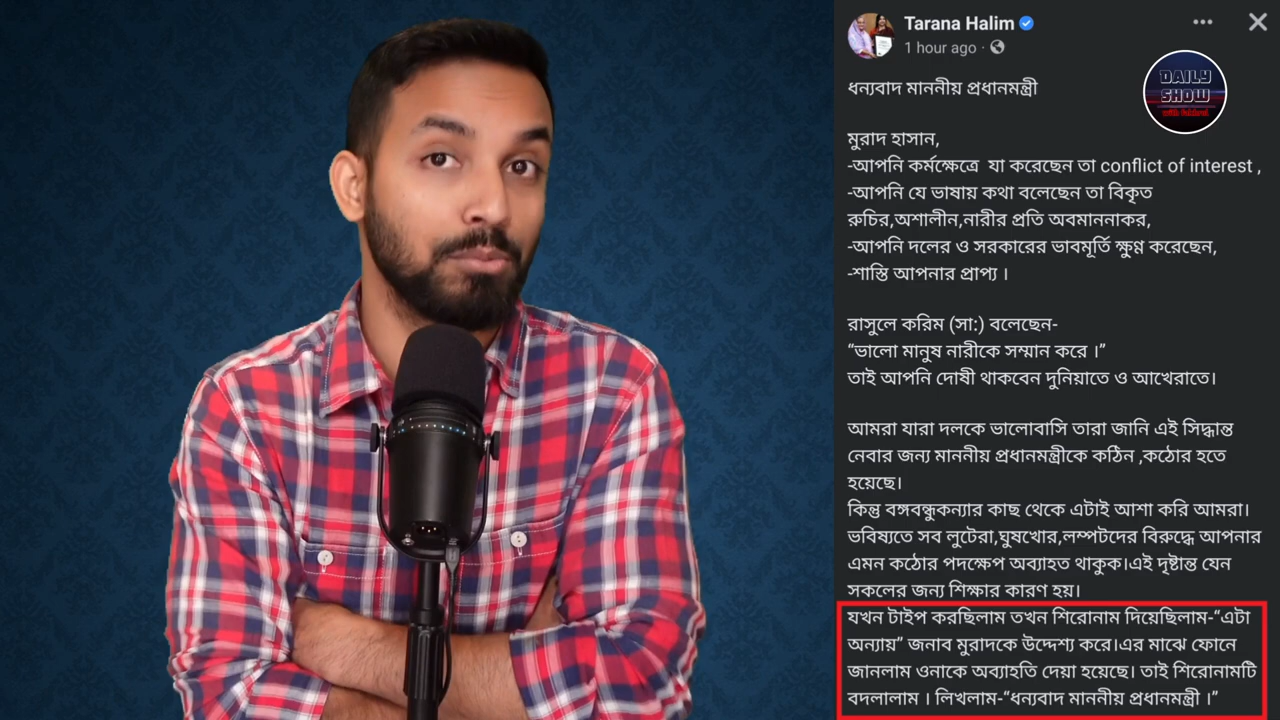 Tarana Halim
1 hour ago
DAILY
SHOW
ধন্যবাদ মাননীয় প্রধানমন্ত্রী
মুরাদ হাসান,
-আপনি কর্মক্ষেত্রে যা করেছেন তা conflict of interest ,
-আপনি যে ভাষায় কথা বলেছেন তা বিকৃত
রুচির,অশালীন,নারীর প্রতি অবমাননাকর,
-আপনি দলের ও সরকারের ভাবমূর্তি ক্ষুণ্ণ করেছেন,
-শাস্তি আপনার প্রাপ্য ।
রাসুলে করিম (সা:) বলেছেন-
“ভালো মানুষ নারীকে সম্মান করে ।”
তাই আপনি দোষী থাকবেন দুনিয়াতে ও আখেরাতে।
আমরা যারা দলকে ভালোবাসি তারা জানি এই সিদ্ধান্ত
নেবার জন্য মাননীয় প্রধানমন্ত্রীকে কঠিন ,কঠোর হতে
হয়েছে।
কিন্তু বঙ্গবন্ধুকন্যার কাছ থেকে এটাই আশা করি আমরা।
ভবিষ্যতে সব লুটেরা,ঘুষখোর,লম্পটদের বিরুদ্ধে আপনার
এমন কঠোর পদক্ষেপ অব্যাহত থাকুক।এই দৃষ্টান্ত যেন
সকলের জন্য শিক্ষার কারণ হয়।
যখন টাইপ করছিলাম তখন শিরোনাম দিয়েছিলাম-“এটা
অন্যায়” জনাব মুরাদকে উদ্দেশ্য করে।এর মাঝে ফোনে
জানলাম ওনাকে অব্যাহতি দেয়া হয়েছে। তাই শিরোনামটি
বদলালাম । লিখলাম-“ধন্যবাদ মাননীয় প্রধানমন্ত্রী ।”